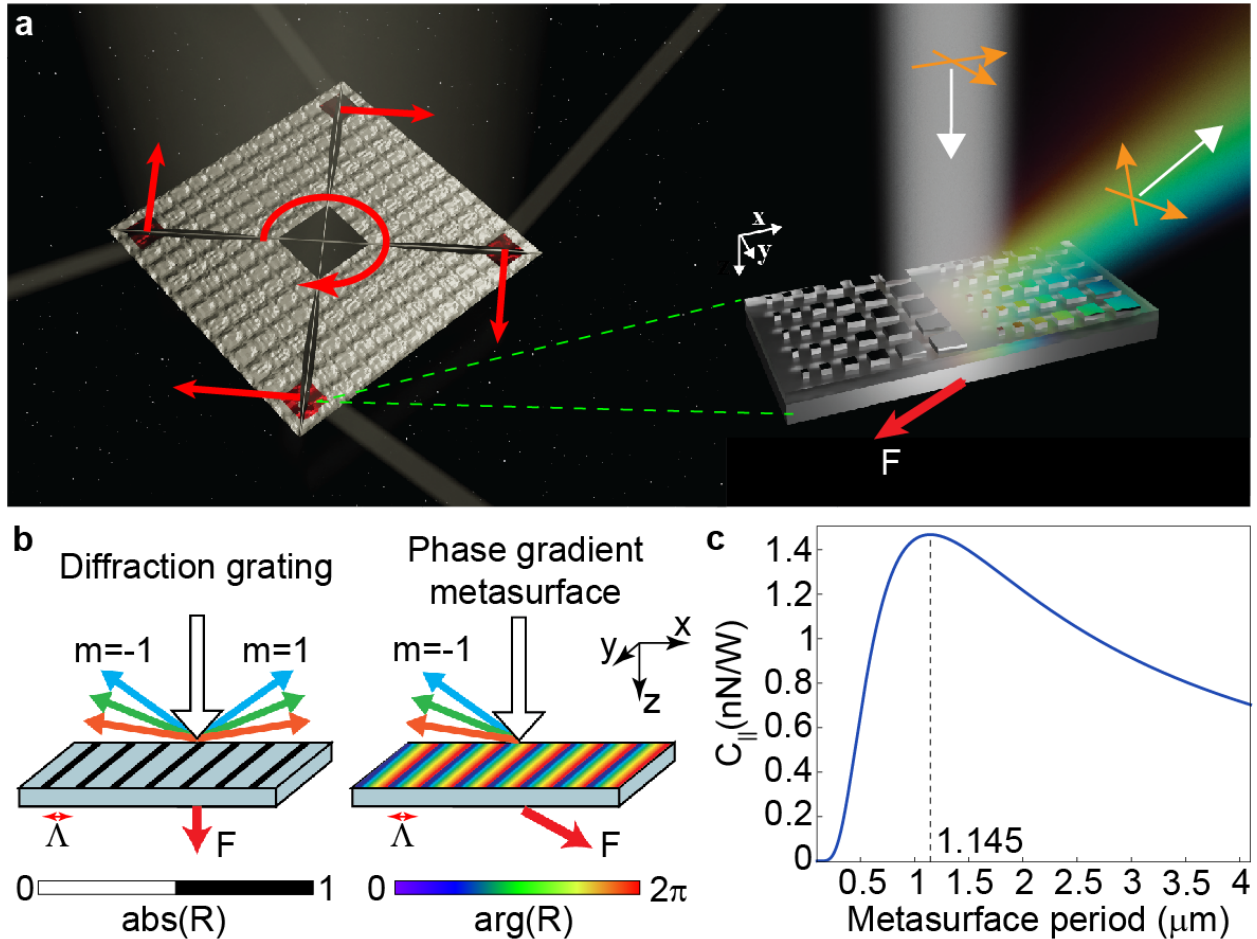 a
x
y
z
F
b
Diffraction grating
m=-1
m=1
Λ
F
0
1
abs(R)
Phase gradient
metasurface
m=-1
x
y
z
Λ
F
0
2π
arg(R)
c
C||(nN/W)
1.4
1.2
1
0.8
0.6
0.4
0.2
0
1.145
0.5
1
1.5
2
2.5
3
3.5
4
Metasurface period (μm)